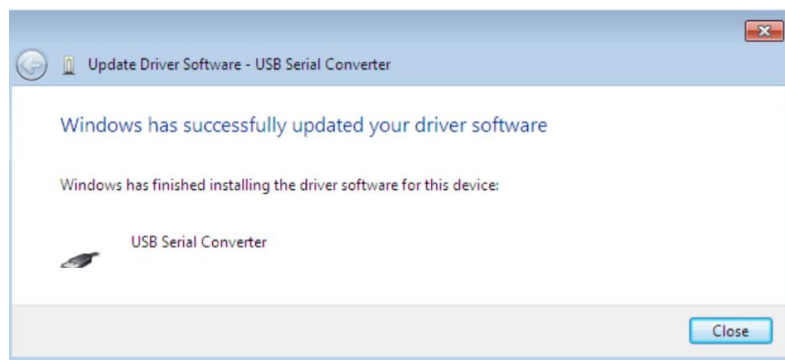 Update Driver Software - USB Serial Converter
Windows has successfully updated your driver software
Windows has finished installing the driver software for this device:
USB Serial Converter
Close